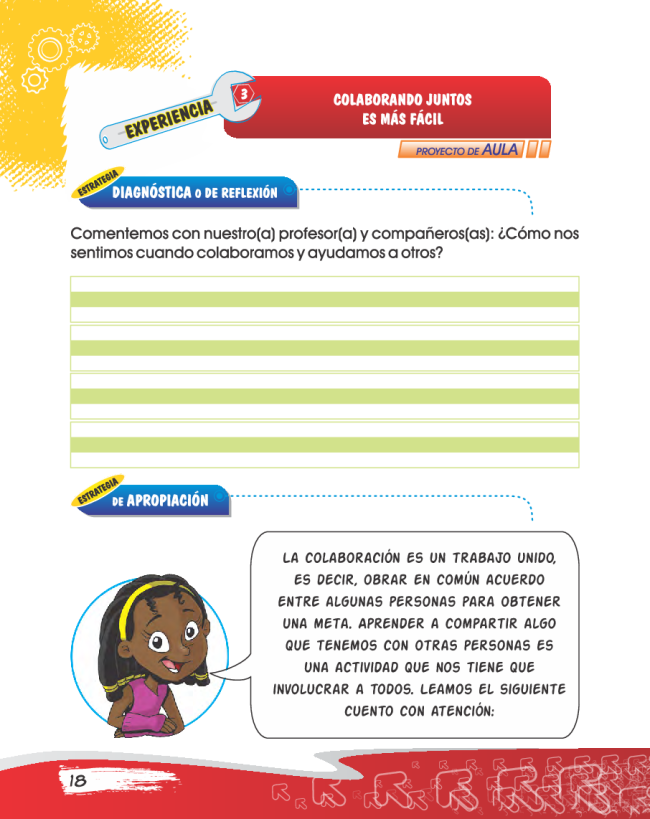 EXPERIENCIA 3
COLABORANDO JUNTOS
ES MÁS FÁCIL
PROYECTO DE AULA
ESTRATEGIA
DIAGNÓSTICA o DE REFLEXIÓN
Comentemos con nuestro(a) profesor(a) y compañeros(as): ¿Cómo nos
sentimos cuando colaboramos y ayudamos a otros?
ESTRATEGIA
DE APROPIACIÓN
LA COLABORACIÓN ES UN TRABAJO UNIDO,
ES DECIR, OBRAR EN COMÚN ACUERDO
ENTRE ALGUNAS PERSONAS PARA OBTENER
UNA META. APRENDER A COMPARTIR ALGO
QUE TENEMOS CON OTRAS PERSONAS ES
UNA ACTIVIDAD QUE NOS TIENE QUE
INVOLUCRAR A TODOS. LEAMOS EL SIGUIENTE
CUENTO CON ATENCIÓN:
18